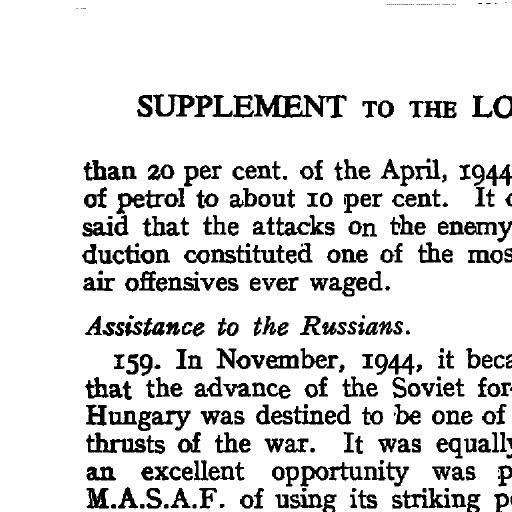 SUPPLEMENT TO THE LO
than 20 per cent. of the April, 1944
of petrol to about 10 per cent. It
said that the attacks on the enemy
duction constituted one of the mos
air offensives ever waged.
Assistance to the Russians.
159. In November, 1944, it beca
that the advance of the Soviet for
Hungary was destined to be one of
thrusts of the war. It was equally
an excellent opportunity was p
M.A.S.A.F. of using its striking p